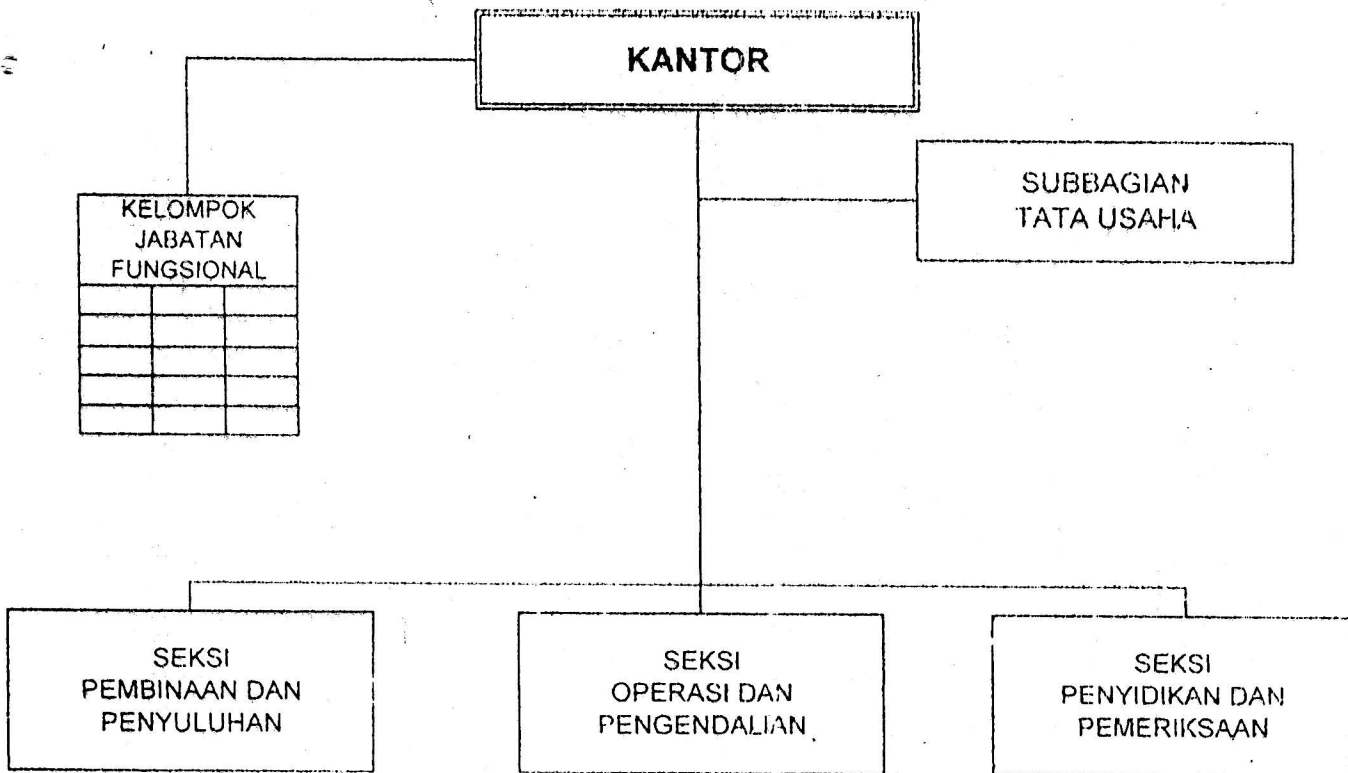 KANTOR
SUBBAGIAN
TATA USAHA
KELOMPOK
JABATAN
FUNGSIONAL
SEKSI
PEMBINAAN DAN
PENYULUHAN
SEKSI
OPERASI DAN
PENGENDALIAN
SEKSI
PENYIDIKAN DAN
PEMERIKSAAN